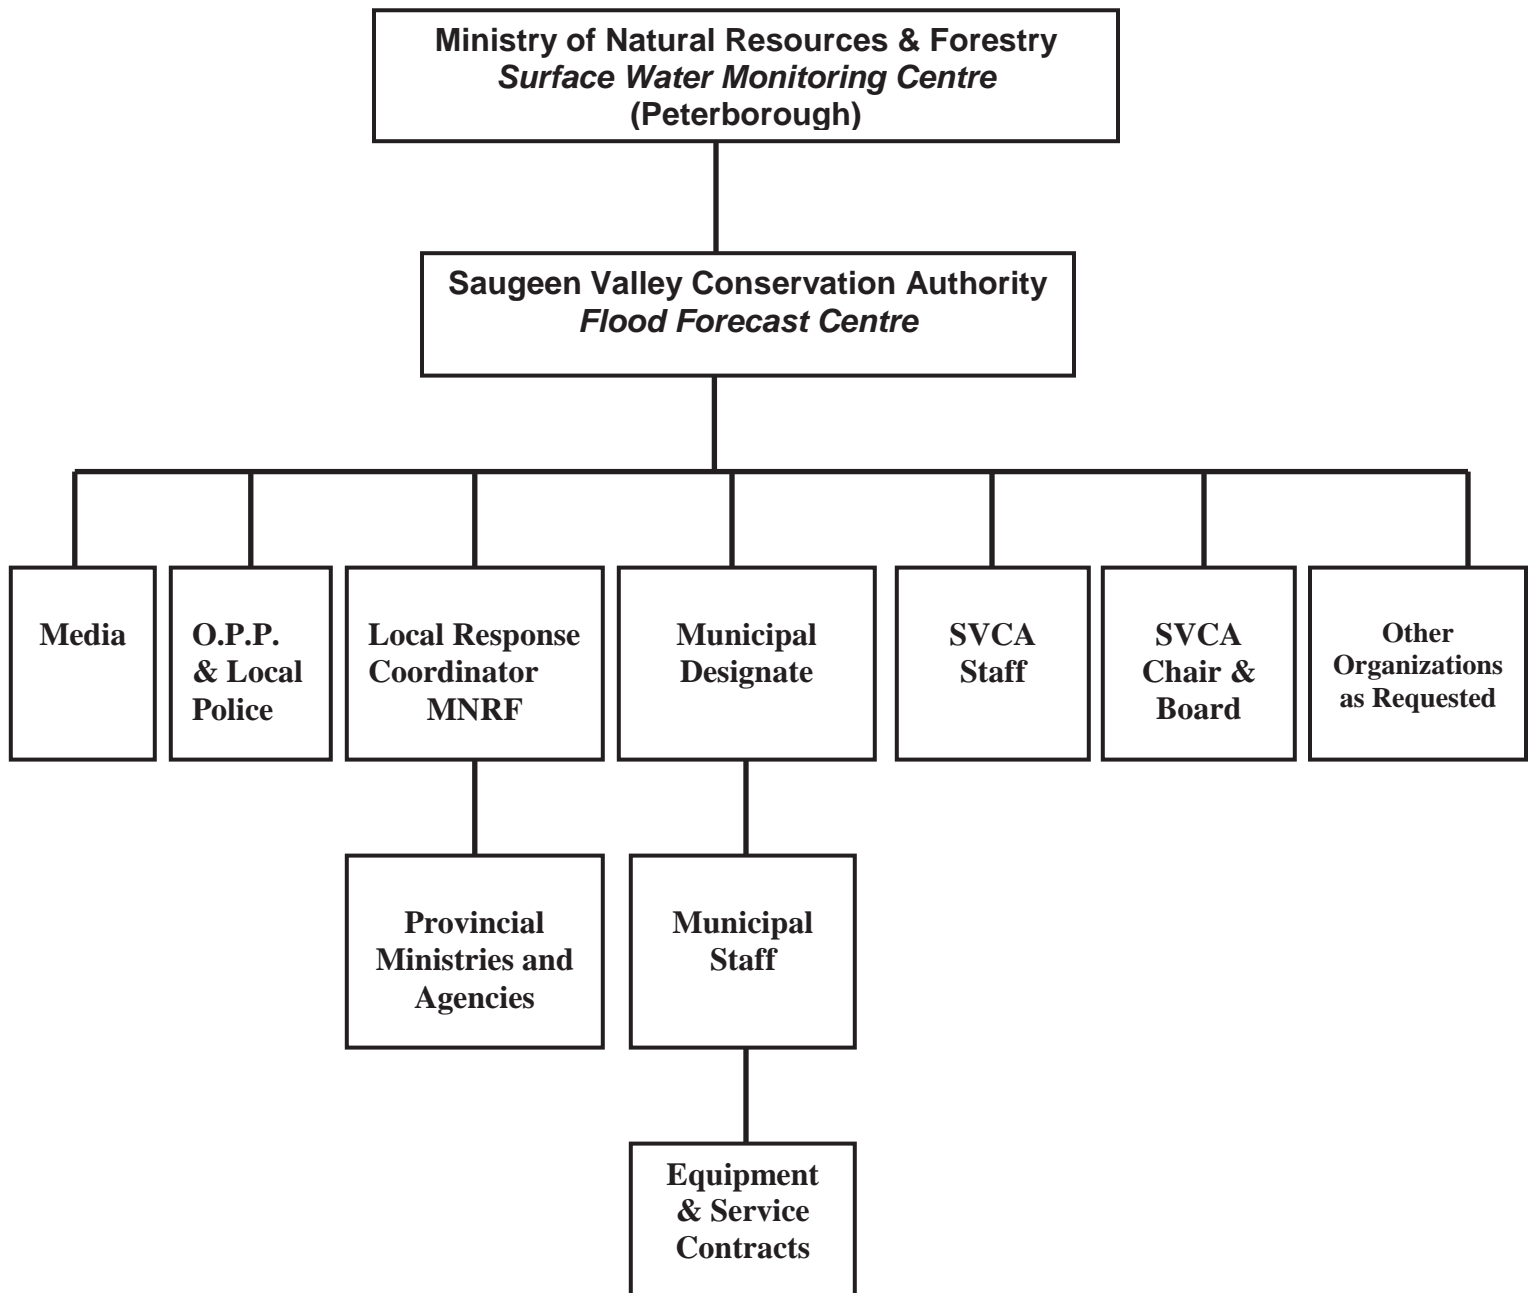 Ministry of Natural Resources & Forestry
Surface Water Monitoring Centre
(Peterborough)
Saugeen Valley Conservation Authority
Flood Forecast Centre
Media
O.P.P.
& Local
Police
Local Response
Coordinator
MNRF
Municipal
Designate
SVCA
Staff
SVCA
Chair &
Board
Other
Organizations
as Requested
Provincial
Ministries and
Agencies
Municipal
Staff
Equipment
& Service
Contracts